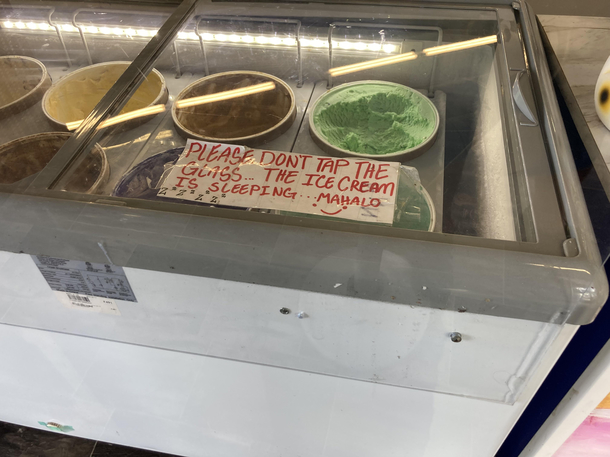 PLEASE DONT TAP THE
GLASS... THE ICE CREAM
IS SLEEPING... MAHALO
Z Z Z Z Z Z